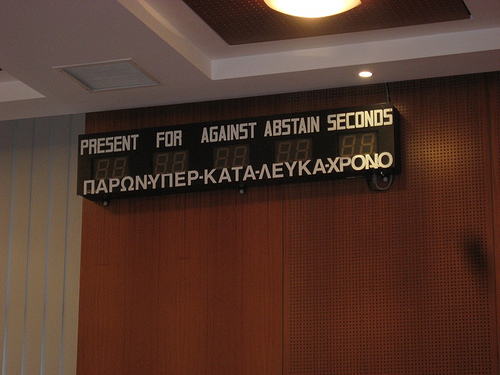 PRESENT FOR AGAINST ABSTAIN SECONDS
ΠΑΡΩΝ-ΥΠΕΡ-ΚΑΤΑ-ΛΕΥΚΑ-ΧΡΟΝΟ